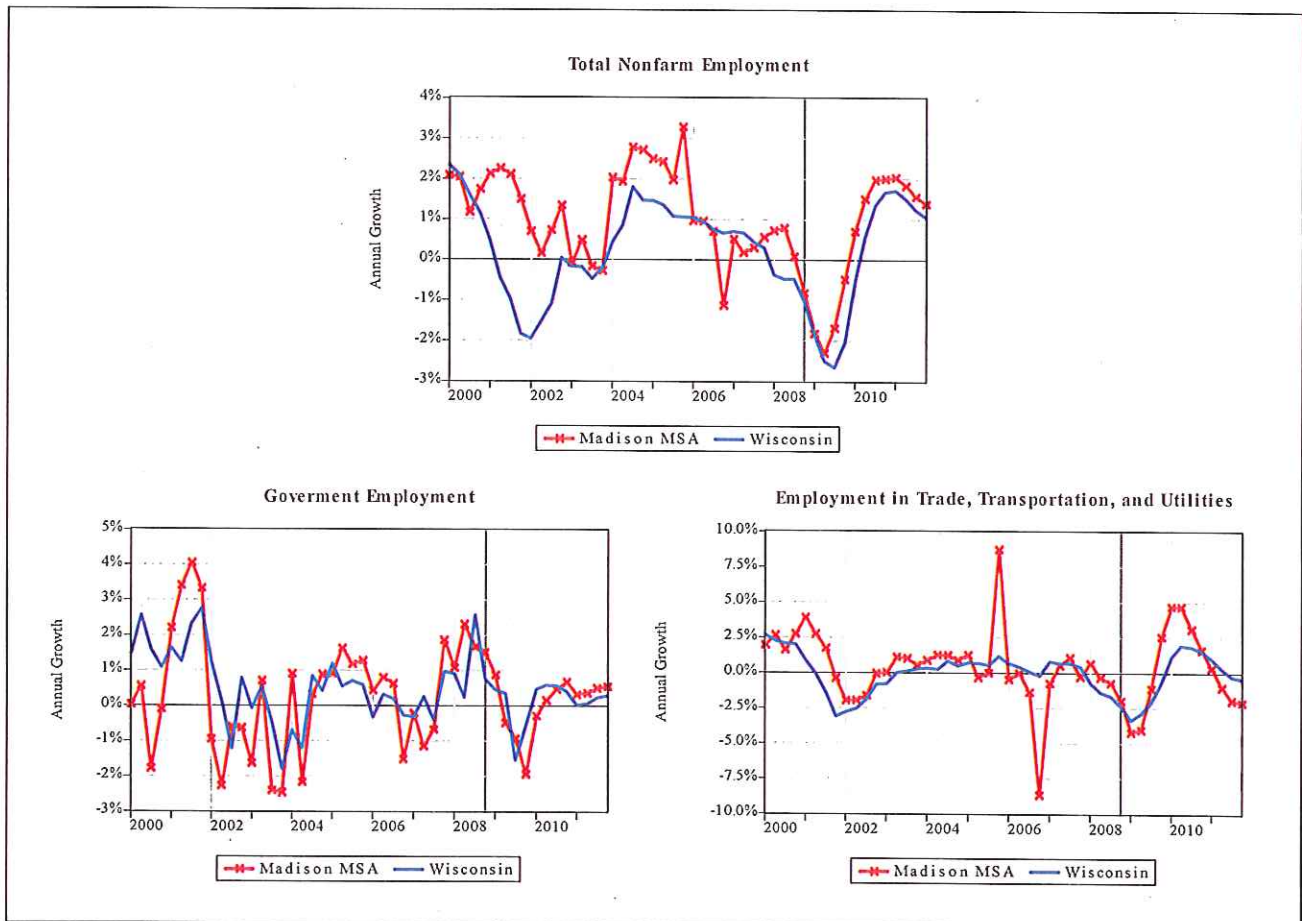 Total Nonfarm Employment
4%
3%
2%
1%
0%
-1%
-2%
-3%
Annual Growth
2000 2002 2004 2006 2008 2010
Madison MSA Wisconsin
Goverment Employment
5%
4%
3%
2%
1%
0%
-1%
-2%
-3%
Annual Growth
2000 2002 2004 2006 2008 2010
Madison MSA Wisconsin
Employment in Trade, Transportation, and Utilities
10.0%
7.5%
5.0%
2.5%
0.0%
-2.5%
-5.0%
-7.5%
-10.0%
Annual Growth
2000 2002 2004 2006 2008 2010
Madison MSA Wisconsin